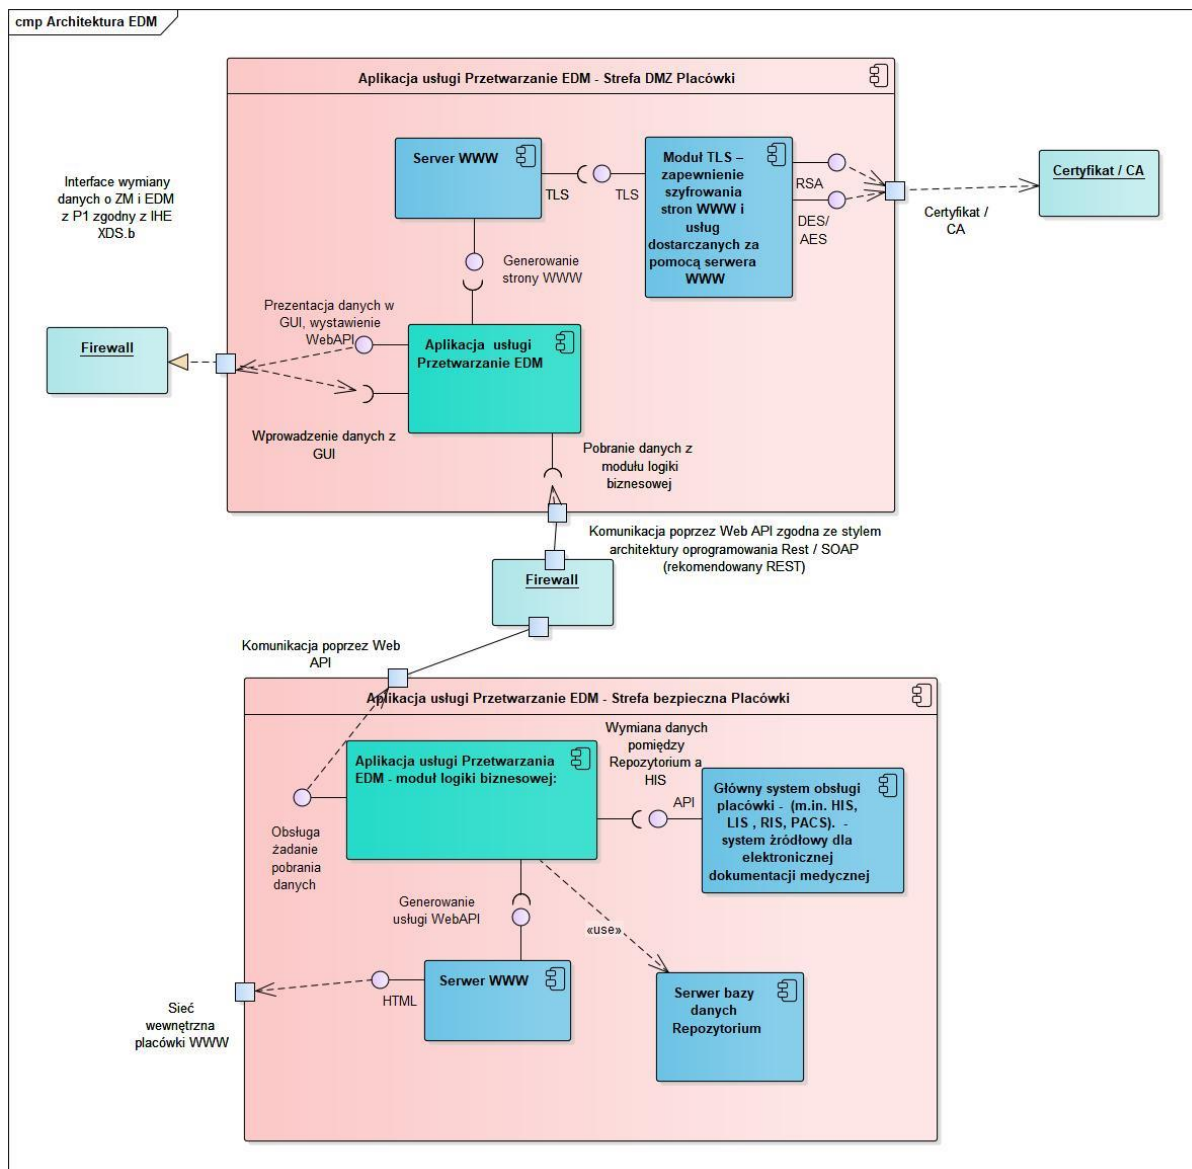 cmp Architektura EDM
Aplikacja usługi Przetwarzanie EDM - Strefa DMZ Placówki
Server WWW
TLS
TLS
Moduł TLS –
zapewnienie
szyfrowania
stron WWW i
usług
dostarczanych za
pomocą serwera
WWW
RSA
DES/
AES
Certyfikat /
CA
Certyfikat / CA
Interface wymiany
danych o ZM i EDM
z P1 zgodny z IHE
XDS.b
Generowanie
strony WWW
Prezentacja danych w
GUI, wystawienie
WebAPI
Firewall
Aplikacja usługi
Przetwarzanie EDM
Wprowadzenie danych z
GUI
Pobranie danych z
modułu logiki
biznesowej
Komunikacja poprzez Web API zgodna ze stylem
architektury oprogramowania Rest / SOAP
(rekomendowany REST)
Firewall
Komunikacja poprzez Web
API
Aplikacja usługi Przetwarzanie EDM - Strefa bezpieczna Placówki
Aplikacja usługi Przetwarzania
EDM - moduł logiki biznesowej:
Wymiana danych
pomiędzy
Repozytorium a
HIS
API
Główny system obsługi
placówki - (m.in. HIS,
LIS , RIS, PACS). -
system żródłowy dla
elektronicznej
dokumentacji medycznej
Obsługa
żadanie
pobrania
danych
Generowanie
usługi WebAPI
«use»
Serwer WWW
HTML
Sieć
wewnętrzna
placówki WWW
Serwer bazy
danych
Repozytorium